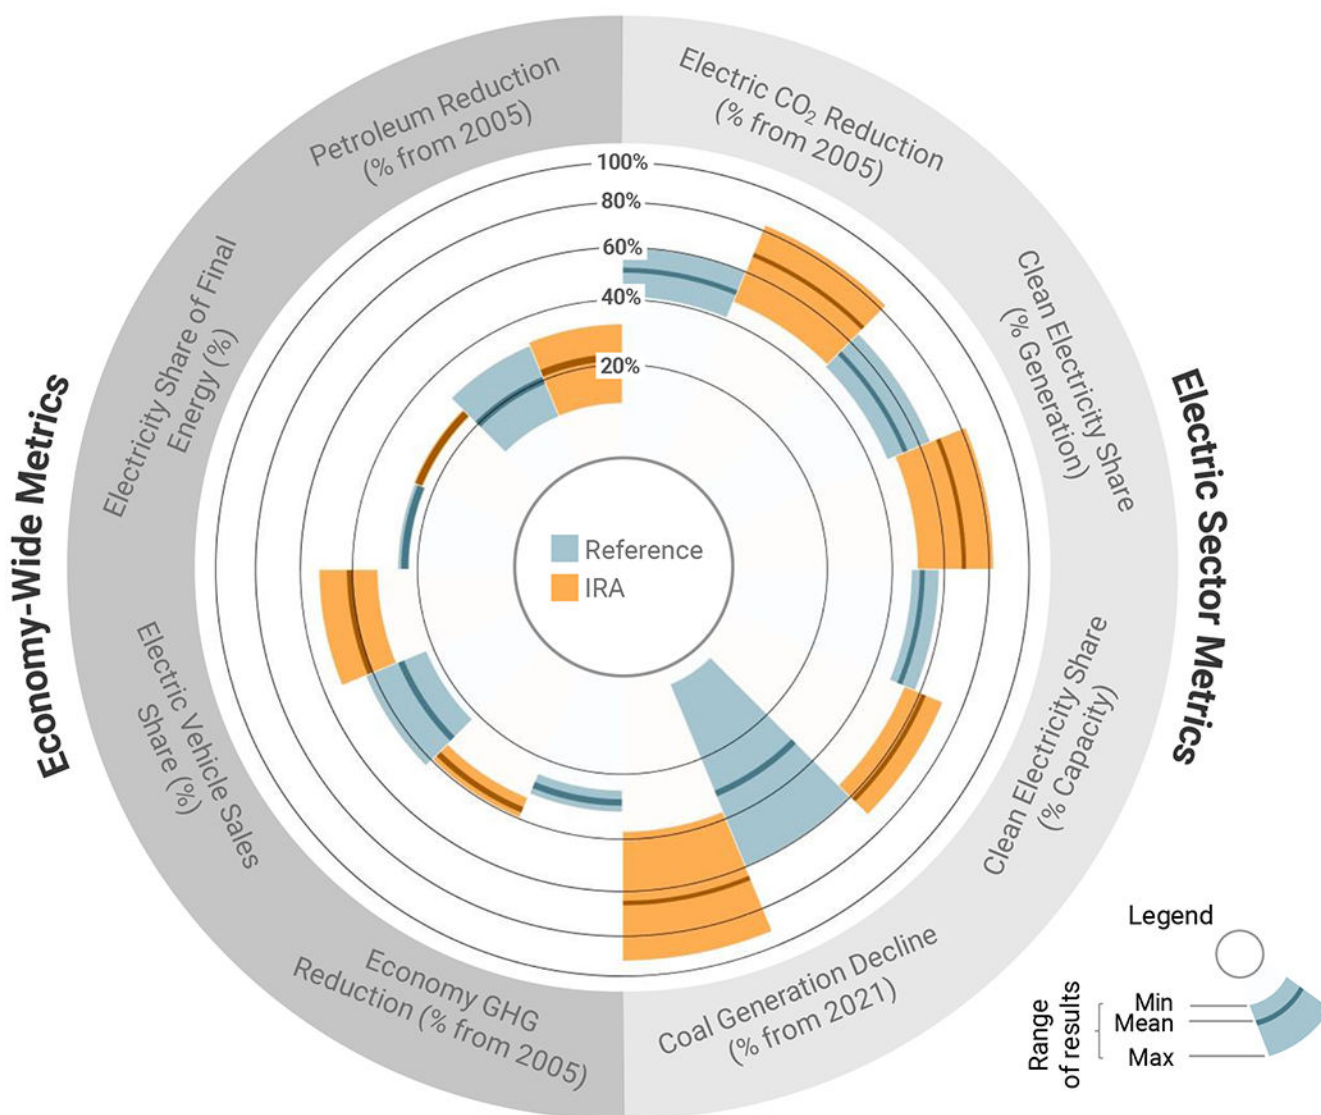 Petroleum Reduction
(% from 2005)
Electric CO₂ Reduction
(% from 2005)
100%
80%
60%
40%
20%
Electricity Share of Final
Energy (%)
Clean Electricity Share
(% Generation)
Economy-Wide Metrics
Electric Sector Metrics
Reference
IRA
Electric Vehicle Sales
Share (%)
Clean Electricity Share
(% Capacity)
Economy GHG
Reduction (% from 2005)
Coal Generation Decline
(% from 2021)
Legend
Range
of results
Min
Mean
Max